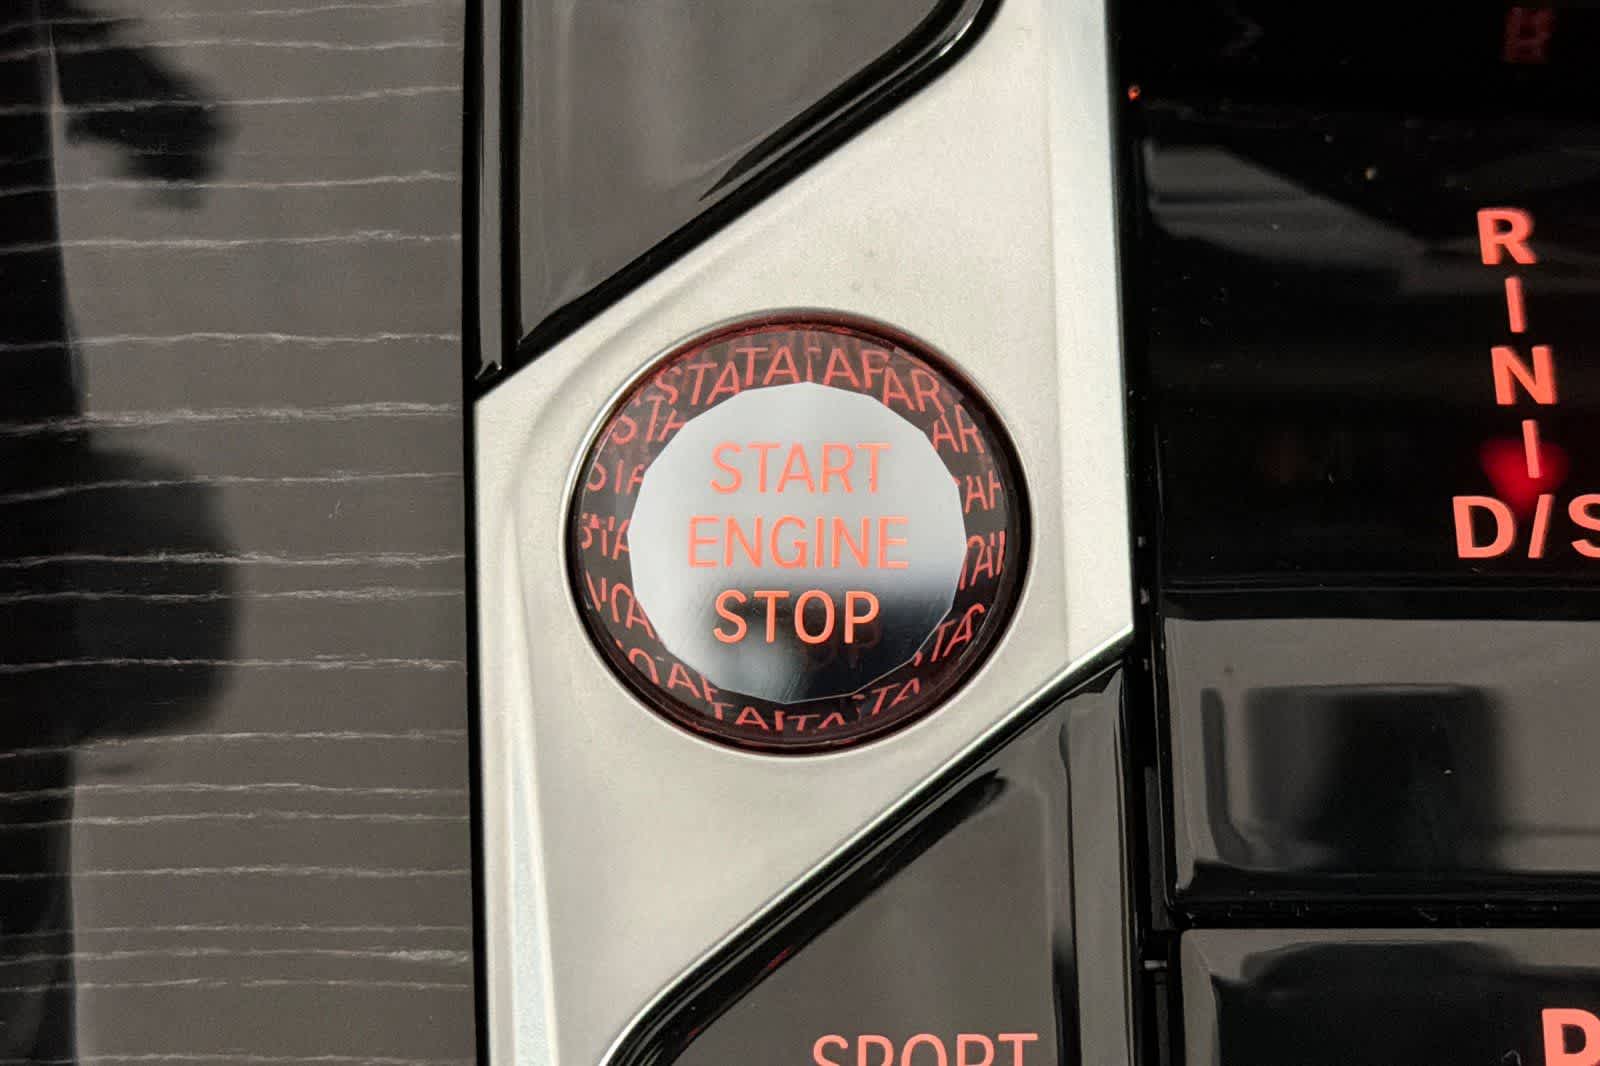 START
ENGINE
STOP
R
I
N
I
D/S
SPORT